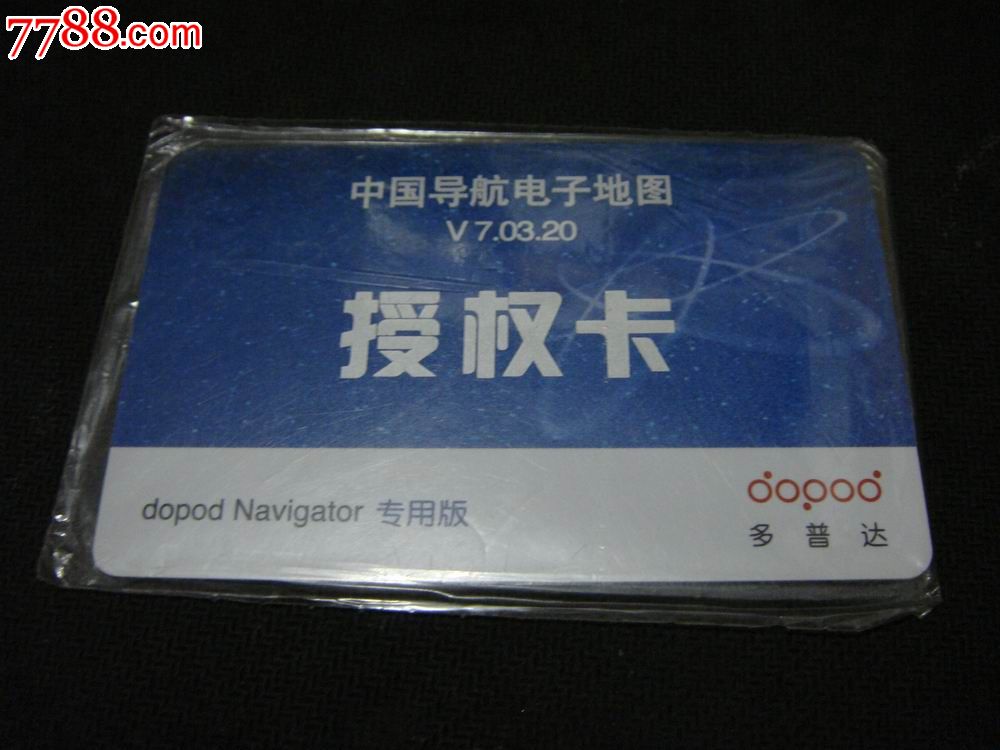 7788.com
中国导航电子地图
V 7.03.20
授权卡
dopod
dopod Navigator 专用版
多普达